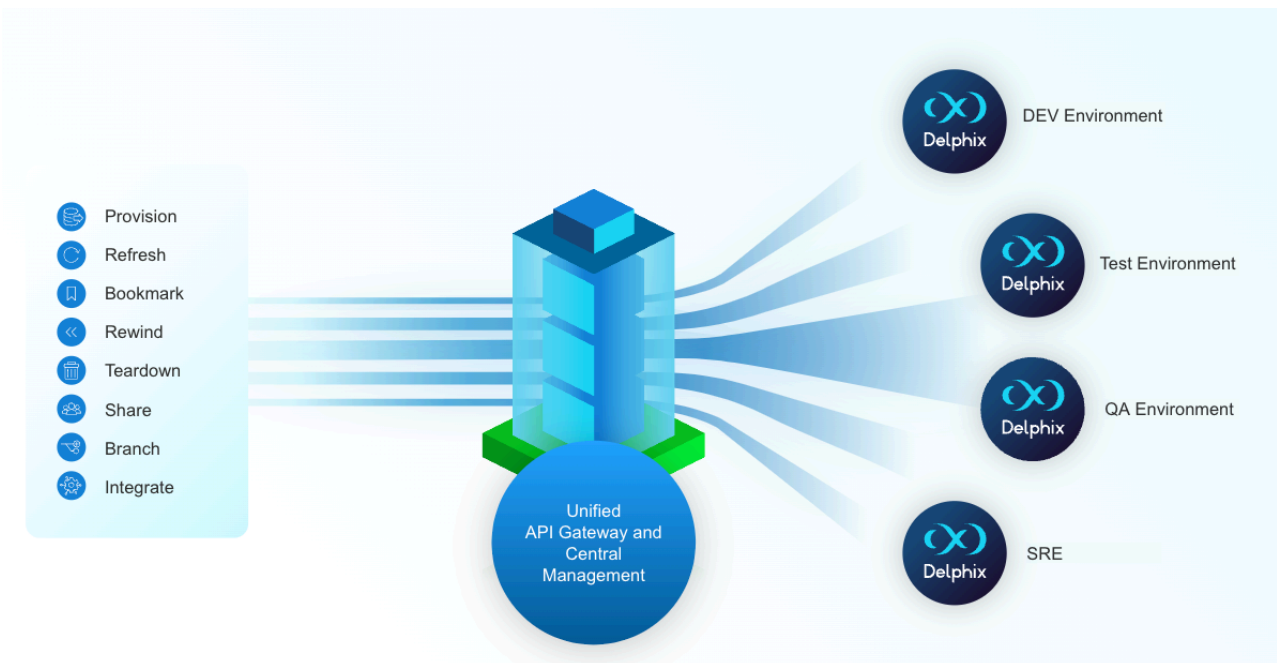 Provision
Refresh
Bookmark
Rewind
Teardown
Share
Branch
Integrate
Unified
API Gateway and
Central
Management
Delphix
DEV Environment
Delphix
Test Environment
Delphix
QA Environment
Delphix
SRE